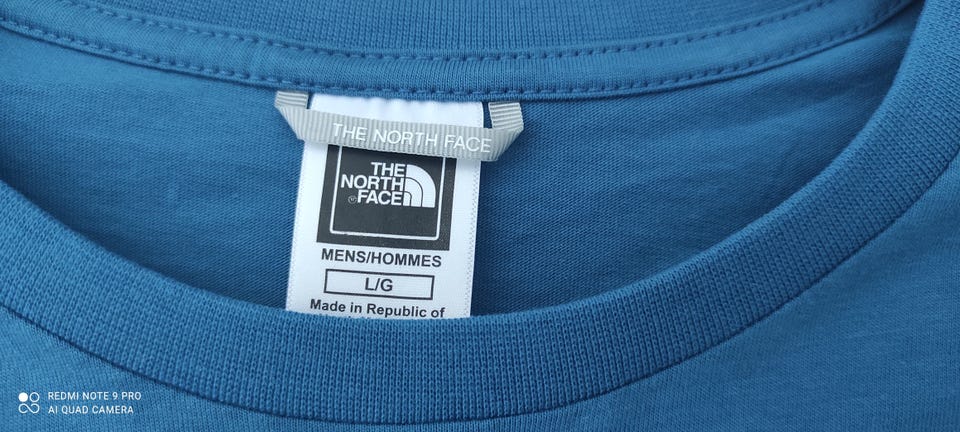 THE NORTH FACE
THE
NORTH
FACE
MENS/HOMMES
L/G
Made in Republic of
REDMI NOTE 9 PRO
AI QUAD CAMERA